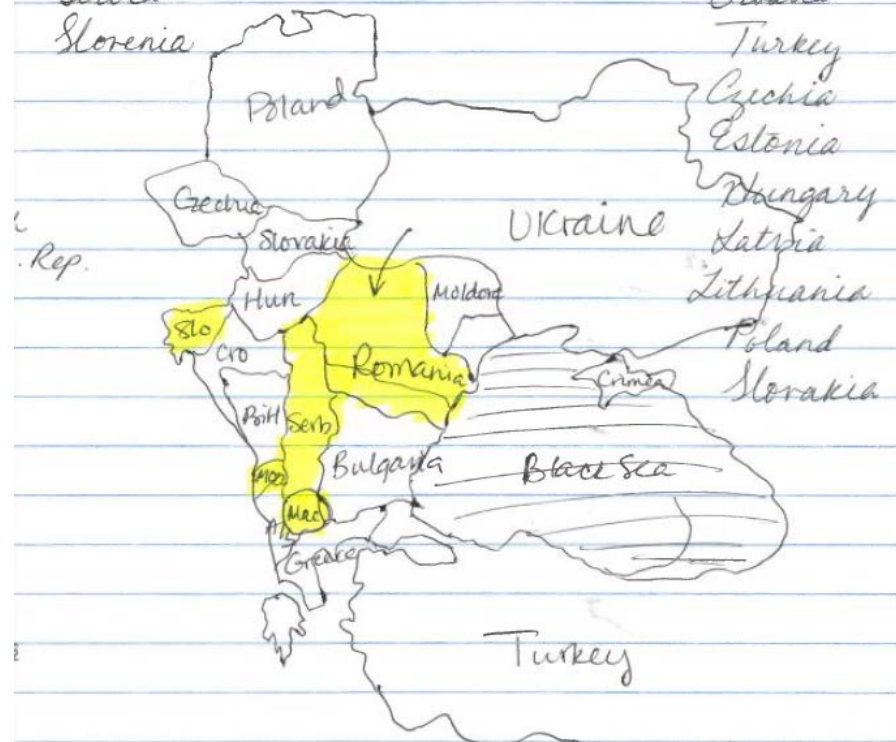 Slovenia
Turkey
Czechia
Estonia
Hungary
Latvia
Lithuania
Poland
Slovakia
Rep.
Poland
Czechia
Slovakia
Ukraine
Hun
Moldova
Slo
Cro
Romania
Crimea
BiH
Serb
Bulgaria
Black Sea
Mac
Greece
Turkey